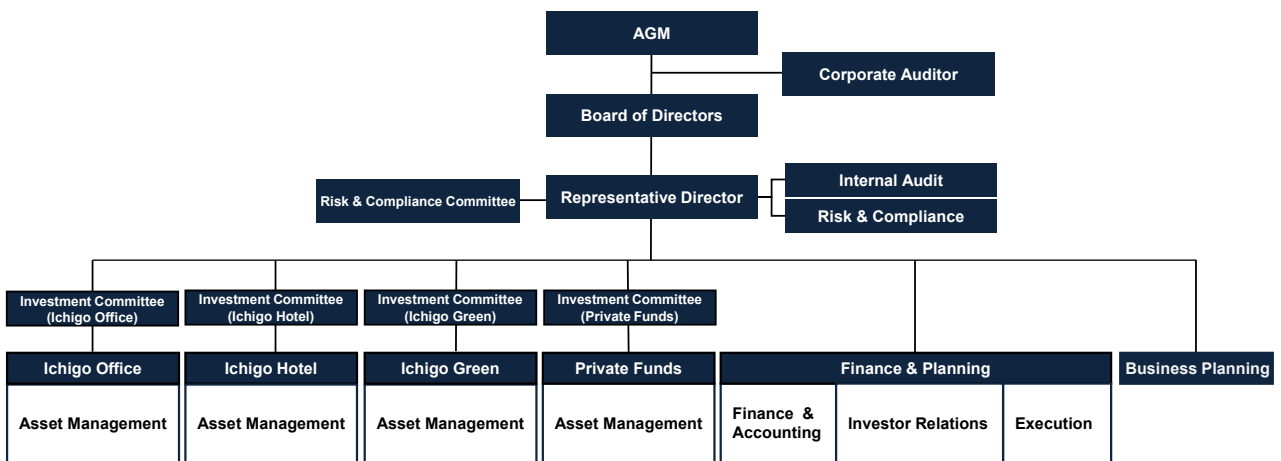 AGM
Corporate Auditor
Board of Directors
Internal Audit
Risk & Compliance Committee
Representative Director
Risk & Compliance
Investment Committee
(Ichigo Office)
Investment Committee
(Ichigo Hotel)
Investment Committee
(Ichigo Green)
Investment Committee
(Private Funds)
Ichigo Office
Ichigo Hotel
Ichigo Green
Private Funds
Finance & Planning
Business Planning
Asset Management
Asset Management
Asset Management
Asset Management
Finance &
Accounting
Investor Relations
Execution